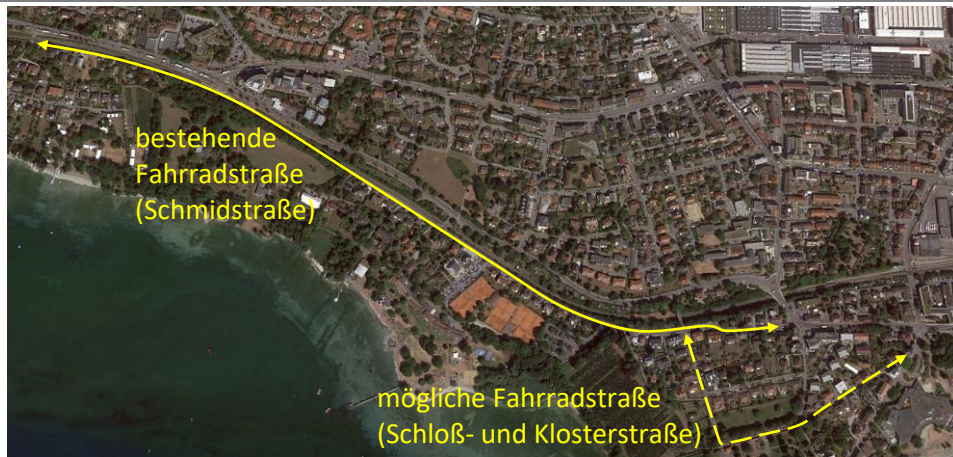 bestehende
Fahrradstraße
(Schmidstraße)
mögliche Fahrradstraße
(Schloß- und Klosterstraße)